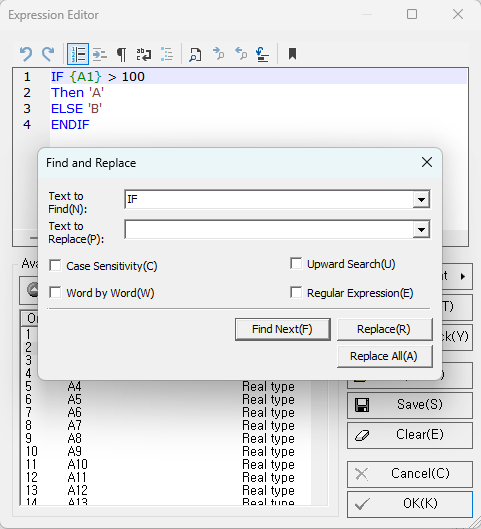 Expression Editor
1 IF {A1} > 100
2 Then 'A'
3 ELSE 'B'
4 ENDIF
Find and Replace
Text to
Find(N):
IF
Text to
Replace(P):
Case Sensitivity(C)
Upward Search(U)
Word by Word(W)
Regular Expression(E)
Find Next(F)
Replace(R)
Replace All(A)
Ava
T)
ck(Y)
1
2
3
4
5 A4 Real type
6 A5 Real type
7 A6 Real type
8 A7 Real type
9 A8 Real type
10 A9 Real type
11 A10 Real type
12 A11 Real type
13 A12 Real type
14 A13 Real type
Save(S)
Clear(E)
Cancel(C)
OK(K)